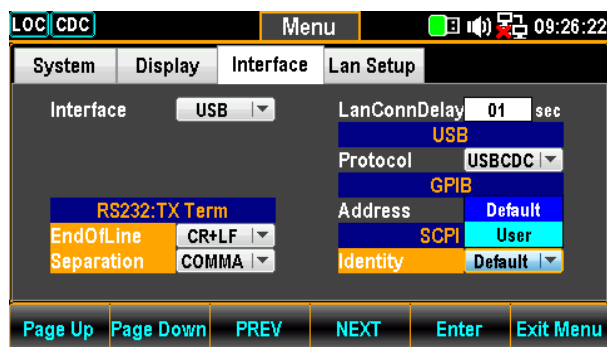 LOC CDC Menu 09:26:22
System Display Interface Lan Setup
Interface USB LanConnDelay 01 sec
USB
Protocol USBCDC
GPIB
RS232:TX Term Address Default
EndOfLine CR+LF SCPI User
Separation COMMA Identity Default
Page Up Page Down PREV NEXT Enter Exit Menu